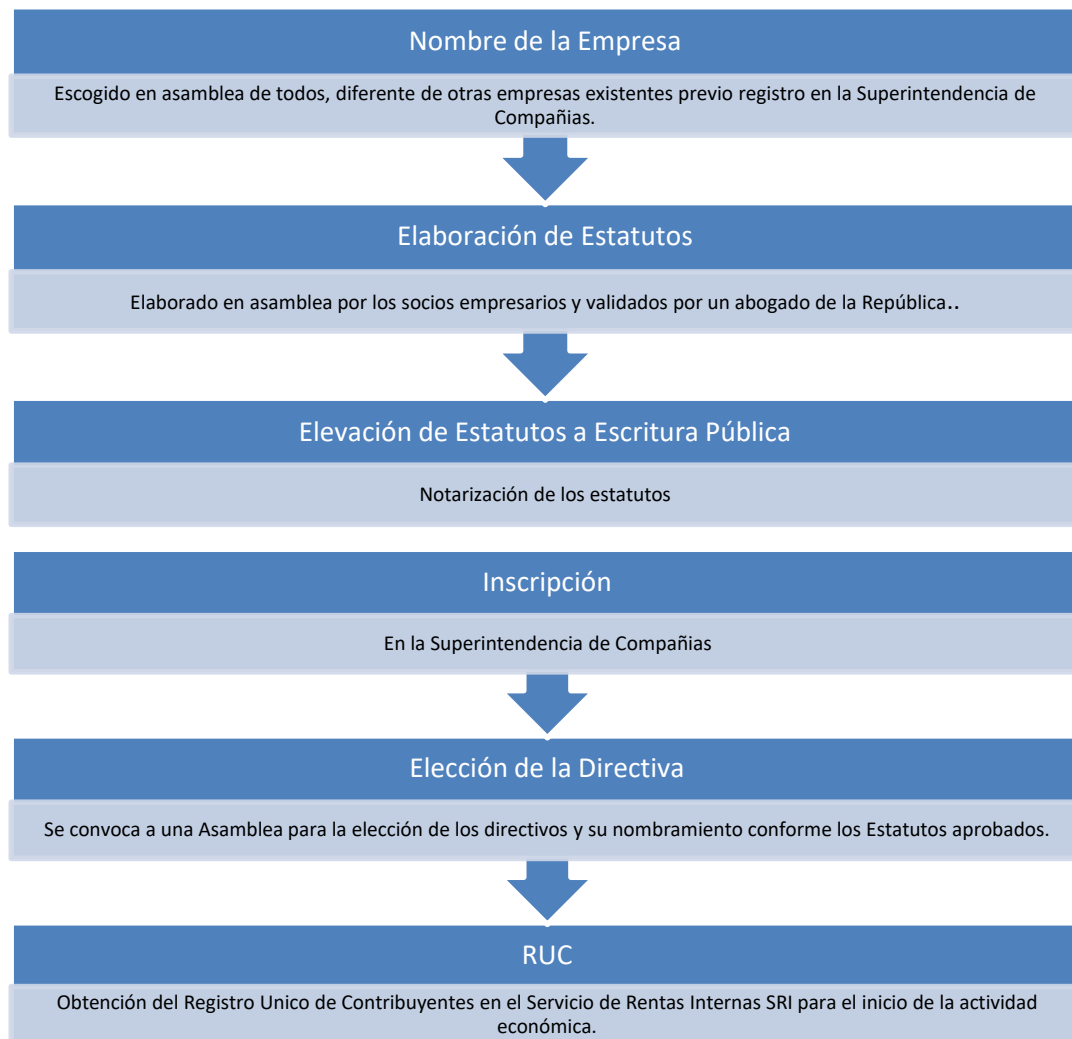 Nombre de la Empresa
Escogido en asamblea de todos, diferente de otras empresas existentes previo registro en la Superintendencia de
Compañias.
Elaboración de Estatutos
Elaborado en asamblea por los socios empresarios y validados por un abogado de la República..
Elevación de Estatutos a Escritura Pública
Notarización de los estatutos
Inscripción
En la Superintendencia de Compañias
Elección de la Directiva
Se convoca a una Asamblea para la elección de los directivos y su nombramiento conforme los Estatutos aprobados.
RUC
Obtención del Registro Unico de Contribuyentes en el Servicio de Rentas Internas SRI para el inicio de la actividad
económica.